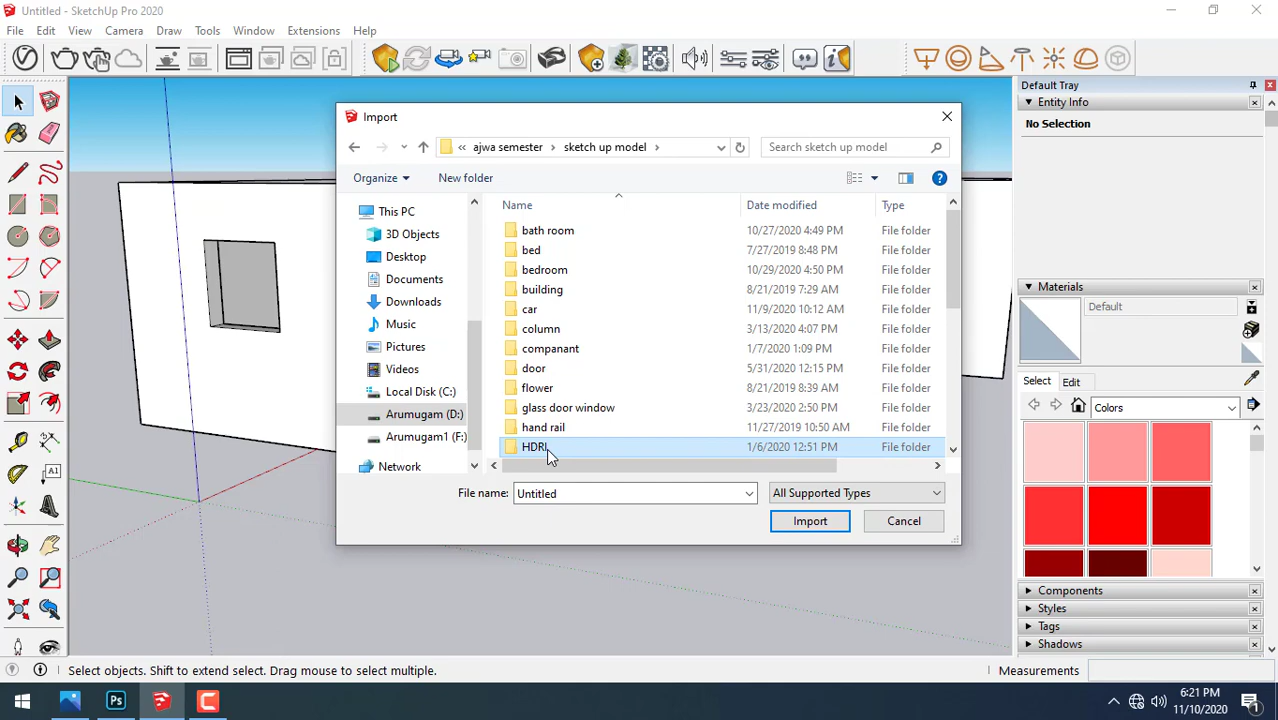 Untitled - SketchUp Pro 2020
File Edit View Camera Draw Tools Window Extensions Help
Import
« ajwa semester › sketch up model ›
Search sketch up model
Organize
New folder
This PC
3D Objects
Desktop
Documents
Downloads
Music
Pictures
Videos
Local Disk (C:)
Arumugam (D:)
Arumugam1 (F:)
Network
Name Date modified Type
bath room 10/27/2020 4:49 PM File folder
bed 7/27/2019 8:48 PM File folder
bedroom 10/29/2020 4:50 PM File folder
building 8/21/2019 7:29 AM File folder
car 11/9/2020 10:12 AM File folder
column 3/13/2020 4:07 PM File folder
companant 1/7/2020 1:09 PM File folder
door 5/31/2020 12:15 PM File folder
flower 8/21/2019 8:39 AM File folder
glass door window 3/23/2020 2:50 PM File folder
hand rail 11/27/2019 10:50 AM File folder
HDRI 1/6/2020 12:51 PM File folder
File name: Untitled
All Supported Types
Import Cancel
Default Tray
Entity Info
No Selection
Materials
Default
Select Edit
Colors
Components
Styles
Tags
Shadows
Select objects. Shift to extend select. Drag mouse to select multiple.
Measurements
Ps
6:21 PM
11/10/2020